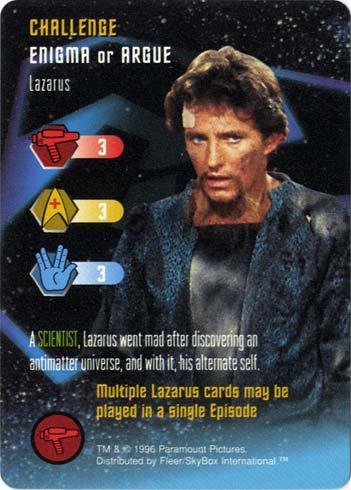 CHALLENGE
ENIGMA or ARGUE
Lazarus
3
3
3
A SCIENTIST, Lazarus went mad after discovering an
antimatter universe, and with it, his alternate self.
Multiple Lazarus cards may be
played in a single Episode
TM & © 1996 Paramount Pictures.
Distributed by Fleer/SkyBox International.™